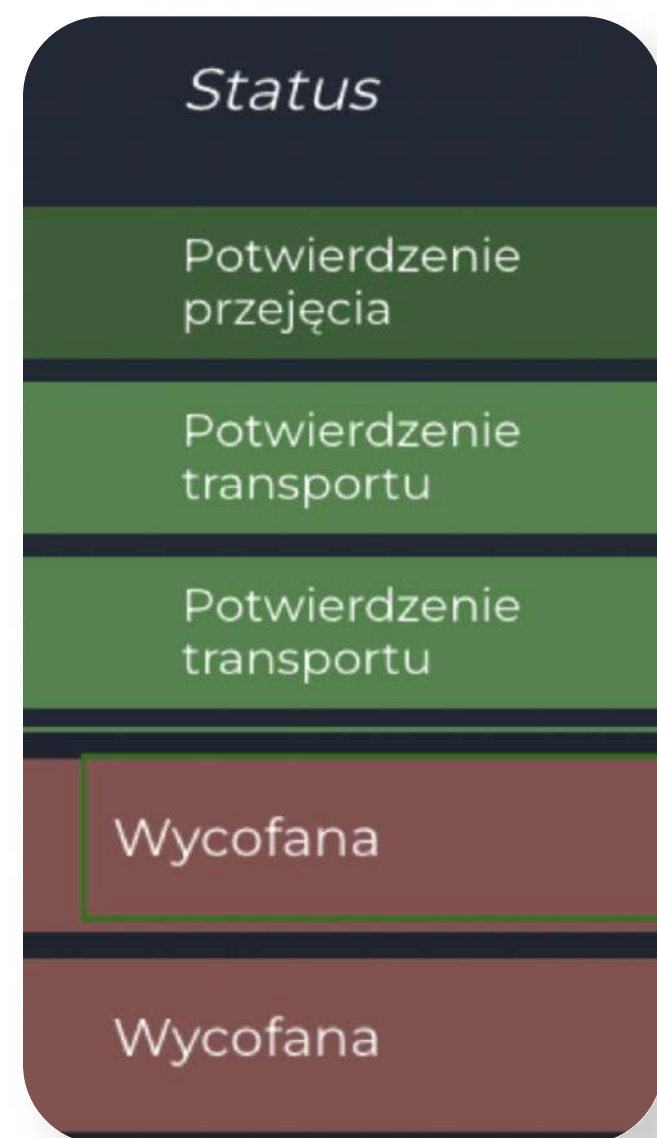 Status
Potwierdzenie
przejęcia
Potwierdzenie
transportu
Potwierdzenie
transportu
Wycofana
Wycofana